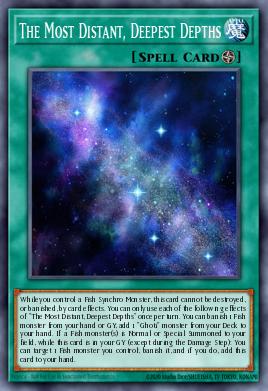 THE MOST DISTANT, DEEPEST DEPTHS
魔
[SPELL CARD]
While you control a Fish Synchro Monster, this card cannot be destroyed,
or banished, by card effects. You can only use each of the following effects
of "The Most Distant, Deepest Depths" once per turn. You can banish 1 Fish
monster from your hand or GY; add 1 "Ghoti" monster from your Deck to
your hand. If a Fish monster(s) is Normal or Special Summoned to your
field, while this card is in your GY (except during the Damage Step): You can
target 1 Fish monster you control; banish it, and if you do, add this
card to your hand.